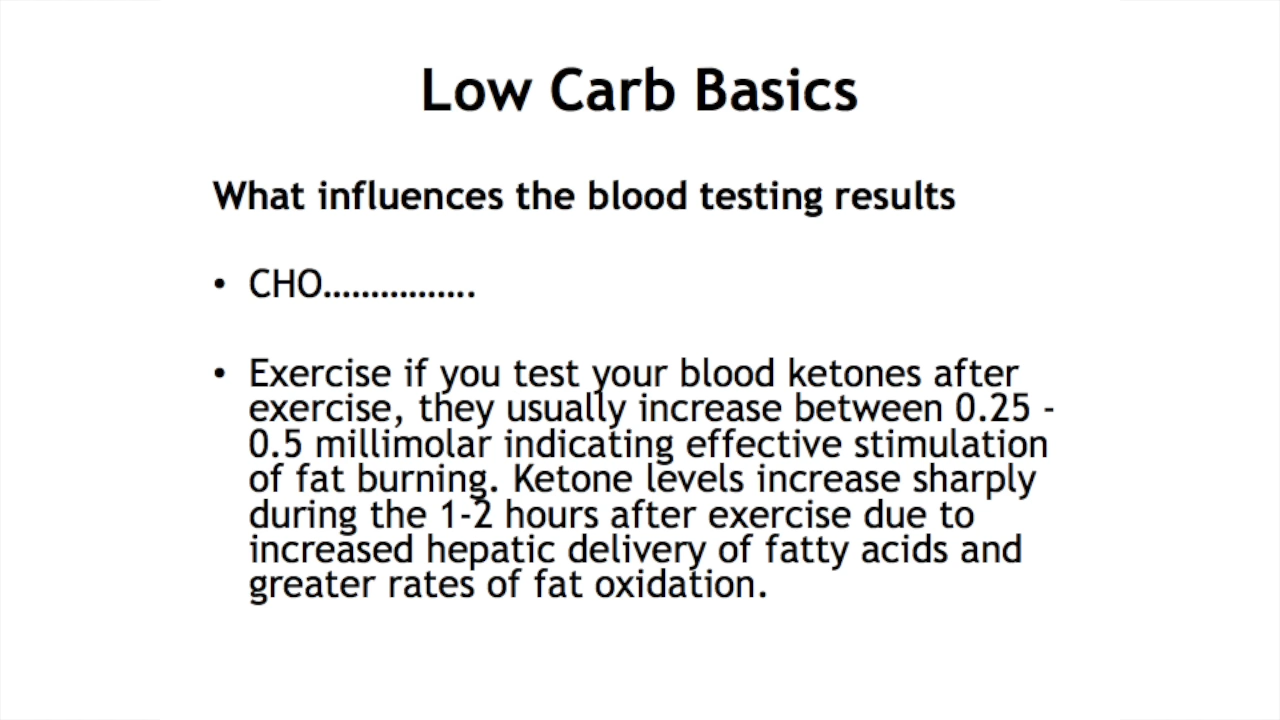 Low Carb Basics
What influences the blood testing results
• CHO…………….
• Exercise if you test your blood ketones after
exercise, they usually increase between 0.25 -
0.5 millimolar indicating effective stimulation
of fat burning. Ketone levels increase sharply
during the 1-2 hours after exercise due to
increased hepatic delivery of fatty acids and
greater rates of fat oxidation.